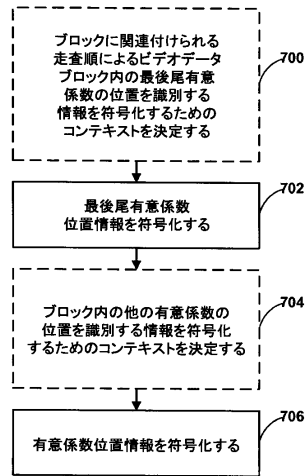 ブロックに関連付けられる
走査順によるビデオデータ
ブロック内の最後尾有意
係数の位置を識別する
情報を符号化するための
コンテキストを決定する
700
最後尾有意係数
位置情報を符号化する
702
ブロック内の他の有意係数の
位置を識別する情報を符号化
するためのコンテキストを決定する
704
有意係数位置情報を符号化する
706